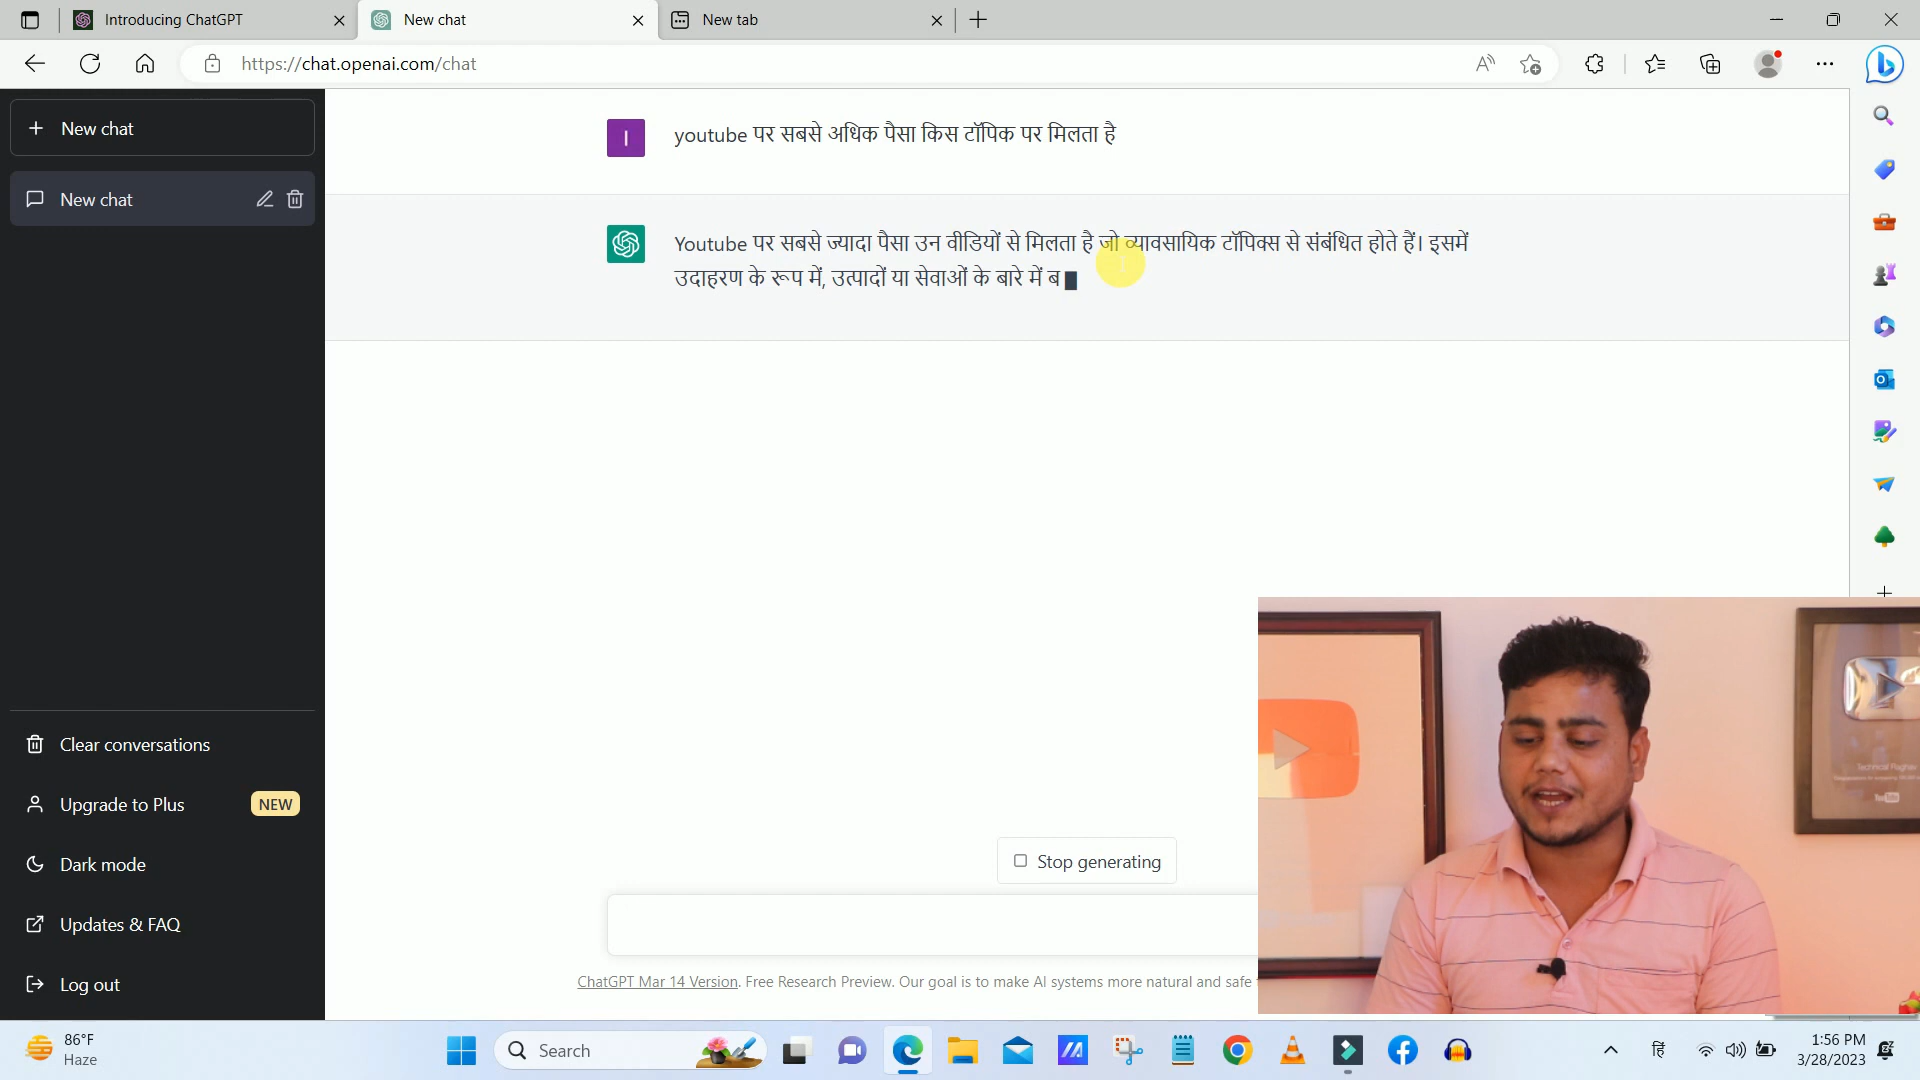 Introducing ChatGPT
New chat
New tab
https://chat.openai.com/chat
New chat
New chat
I
youtube पर सबसे अधिक पैसा किस टॉपिक पर मिलता है
Youtube पर सबसे ज्यादा पैसा उन वीडियों से मिलता है जो व्यावसायिक टॉपिक्स से संबंधित होते हैं। इसमें
उदाहरण के रूप में, उत्पादों या सेवाओं के बारे में ब
Clear conversations
Upgrade to Plus
NEW
Dark mode
Updates & FAQ
Log out
Stop generating
ChatGPT Mar 14 Version. Free Research Preview. Our goal is to make AI systems more natural and safe
Technical Raghav
YouTube
86°F
Haze
Search
हिं
1:56 PM
3/28/2023